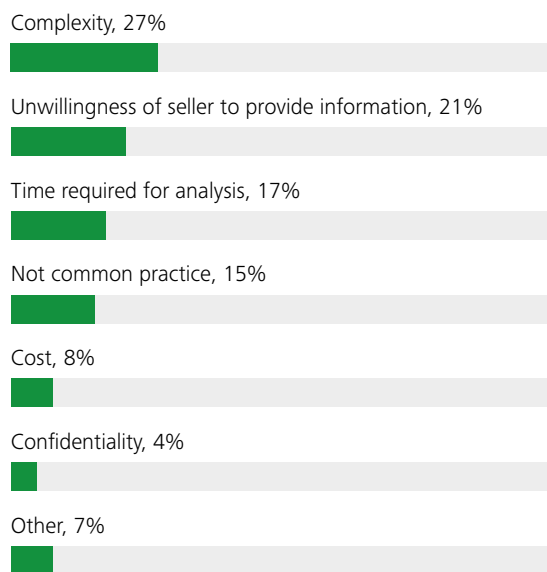 Complexity, 27%
Unwillingness of seller to provide information, 21%
Time required for analysis, 17%
Not common practice, 15%
Cost, 8%
Confidentiality, 4%
Other, 7%